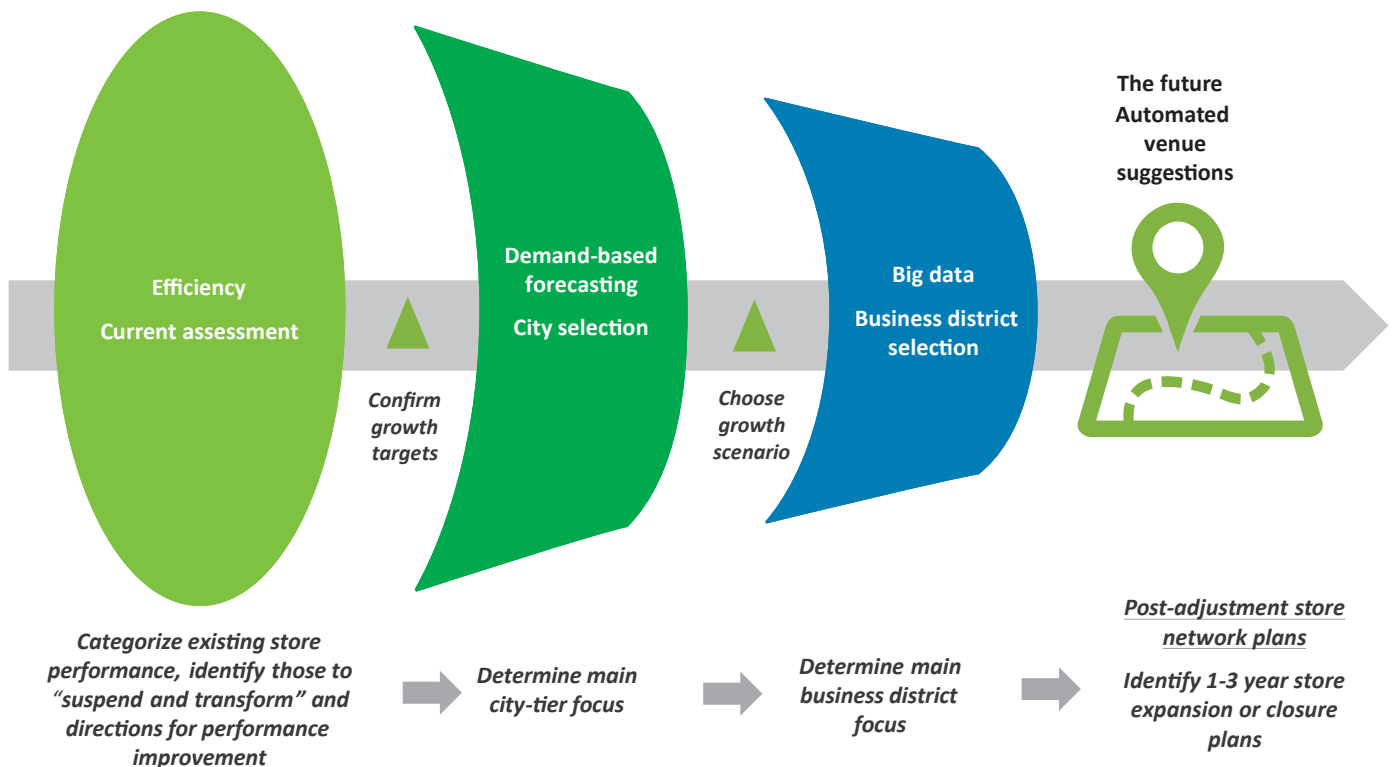 Efficiency
Current assessment
Confirm
growth
targets
Demand-based
forecasting
City selection
Choose
growth
scenario
Big data
Business district
selection
The future
Automated
venue
suggestions
Categorize existing store
performance, identify those to
“suspend and transform” and
directions for performance
improvement
Determine main
city-tier focus
Determine main
business district
focus
Post-adjustment store
network plans
Identify 1-3 year store
expansion or closure
plans